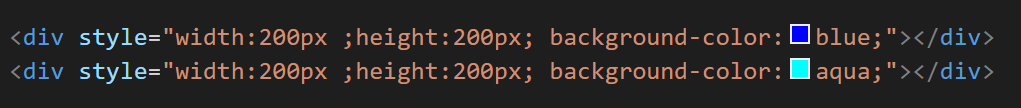 <div style="width:200px ;height:200px; background-color:blue;"></div>
<div style="width:200px ;height:200px; background-color:aqua;"></div>